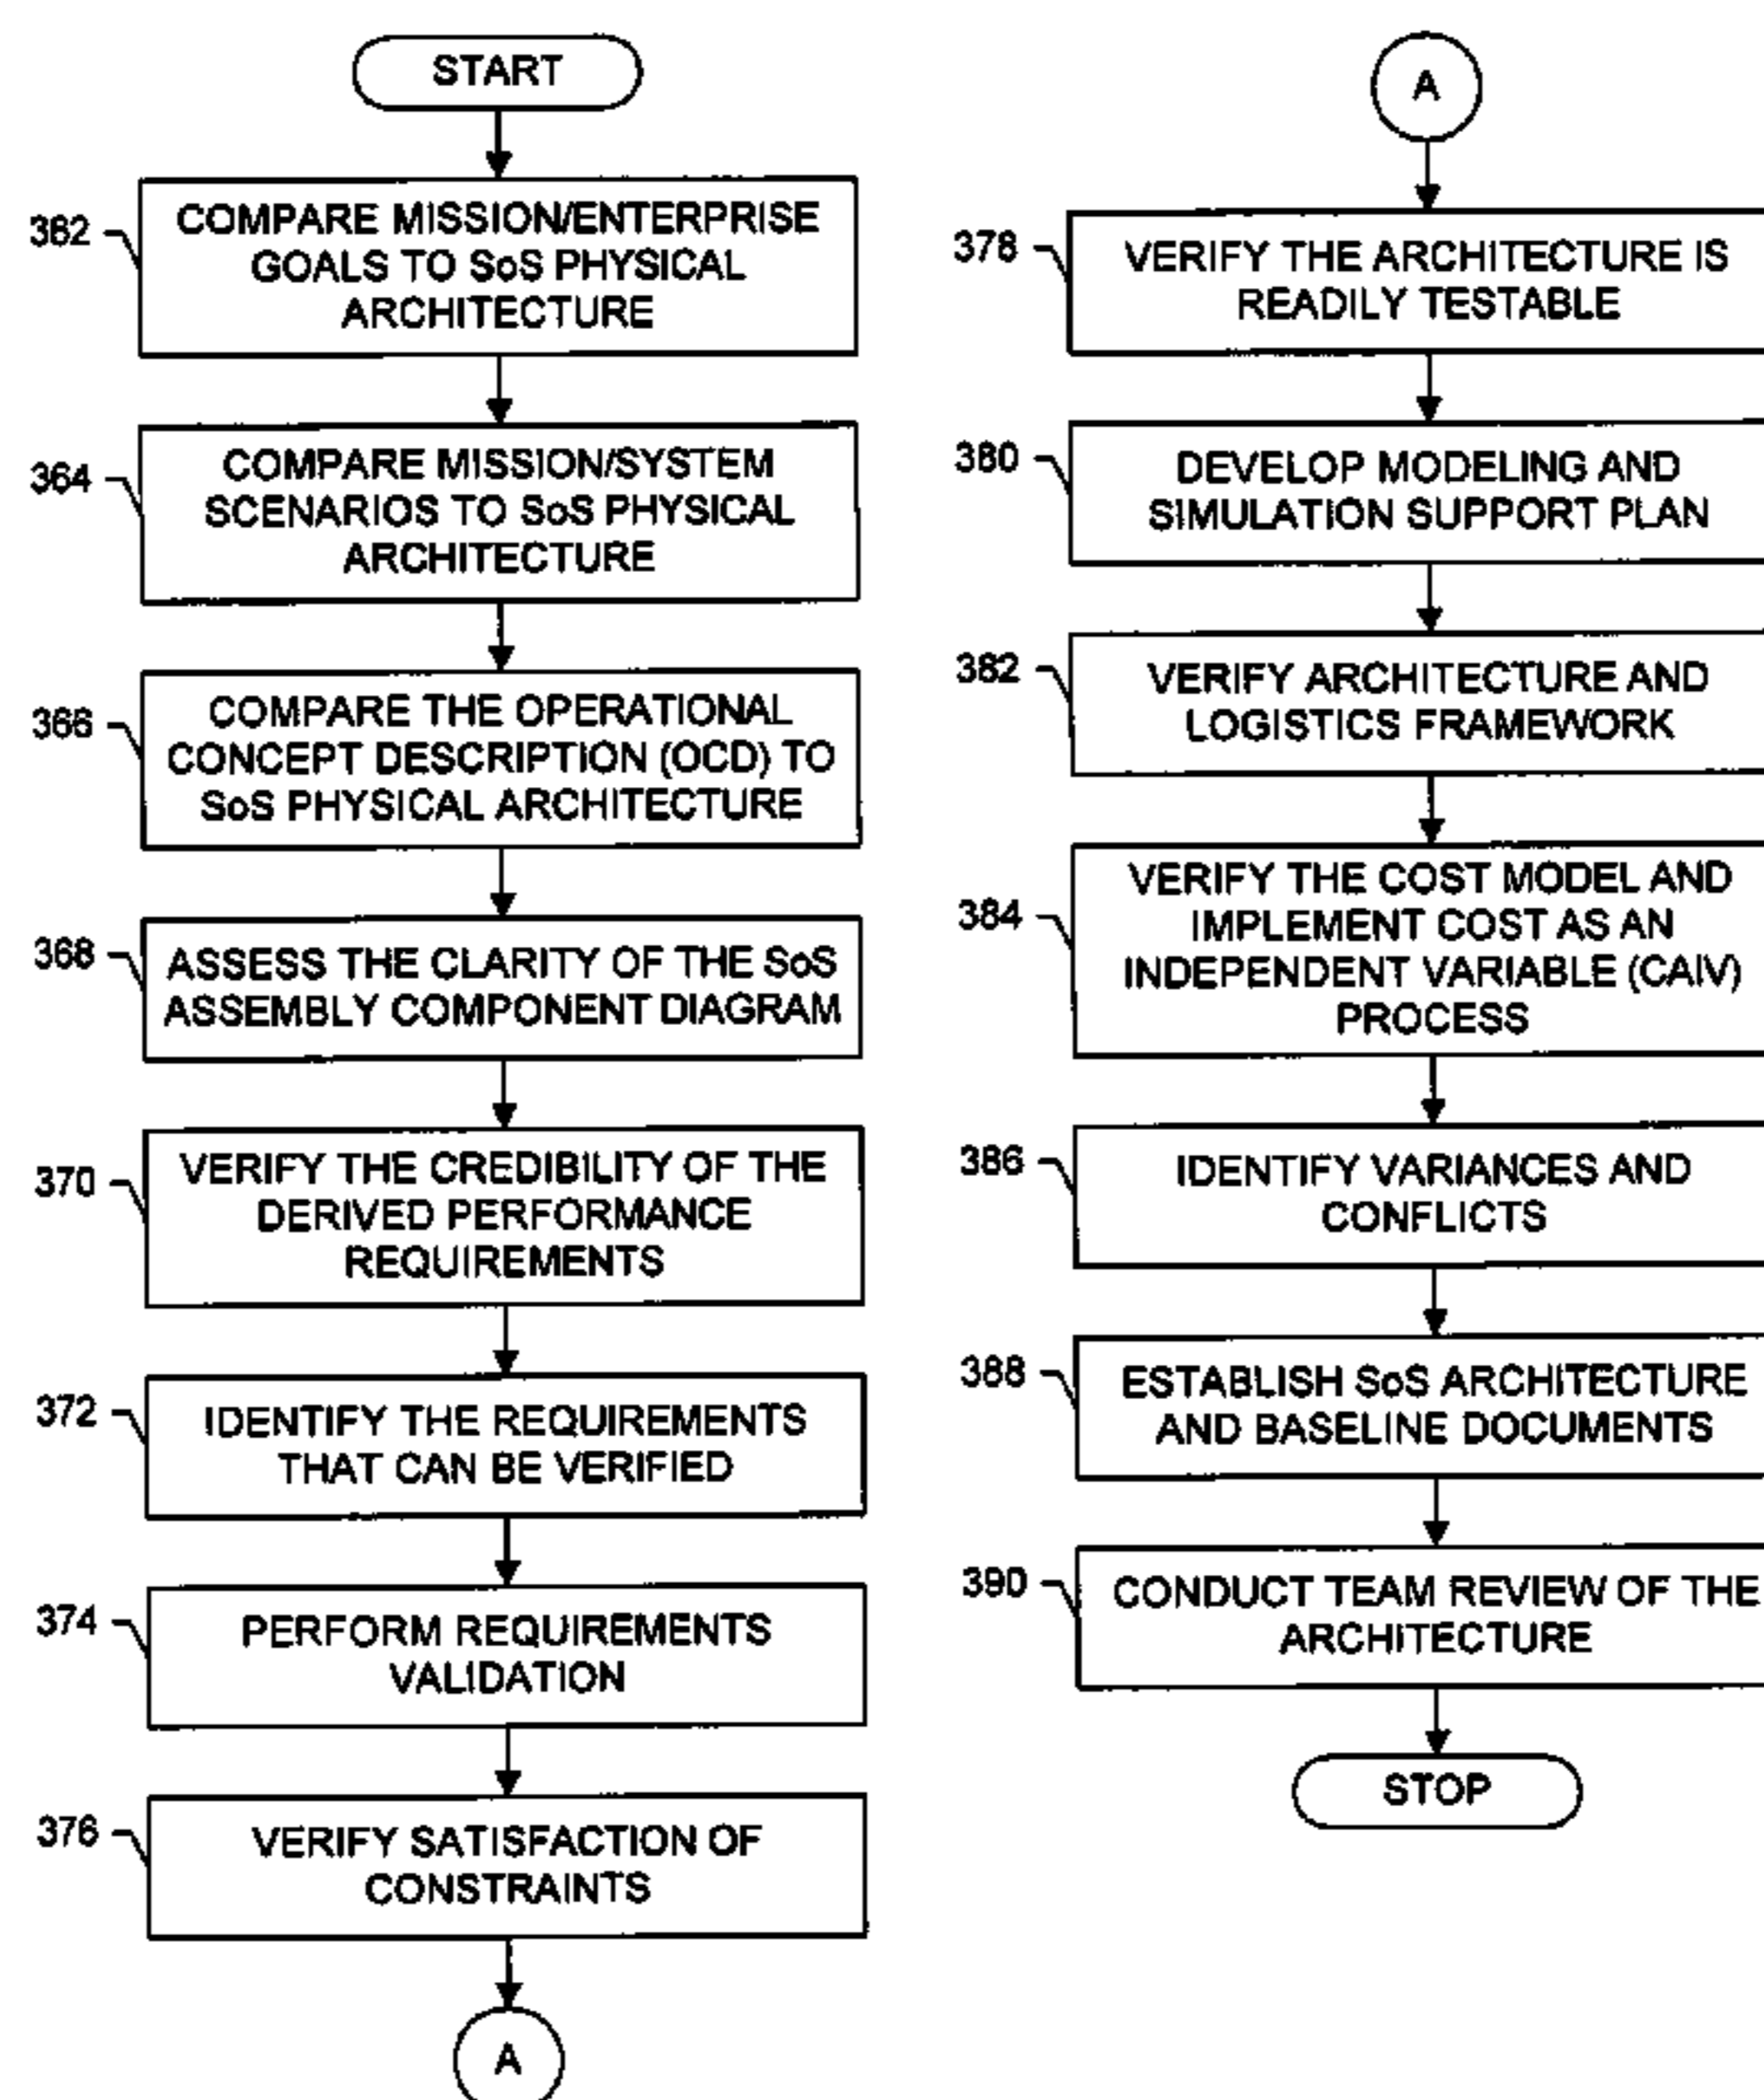 START
362
COMPARE MISSION/ENTERPRISE
GOALS TO SoS PHYSICAL
ARCHITECTURE
364
COMPARE MISSION/SYSTEM
SCENARIOS TO SoS PHYSICAL
ARCHITECTURE
366
COMPARE THE OPERATIONAL
CONCEPT DESCRIPTION (OCD) TO
SoS PHYSICAL ARCHITECTURE
368
ASSESS THE CLARITY OF THE SoS
ASSEMBLY COMPONENT DIAGRAM
370
VERIFY THE CREDIBILITY OF THE
DERIVED PERFORMANCE
REQUIREMENTS
372
IDENTIFY THE REQUIREMENTS
THAT CAN BE VERIFIED
374
PERFORM REQUIREMENTS
VALIDATION
376
VERIFY SATISFACTION OF
CONSTRAINTS
A
A
378
VERIFY THE ARCHITECTURE IS
READILY TESTABLE
380
DEVELOP MODELING AND
SIMULATION SUPPORT PLAN
382
VERIFY ARCHITECTURE AND
LOGISTICS FRAMEWORK
384
VERIFY THE COST MODEL AND
IMPLEMENT COST AS AN
INDEPENDENT VARIABLE (CAIV)
PROCESS
386
IDENTIFY VARIANCES AND
CONFLICTS
388
ESTABLISH SoS ARCHITECTURE
AND BASELINE DOCUMENTS
390
CONDUCT TEAM REVIEW OF THE
ARCHITECTURE
STOP